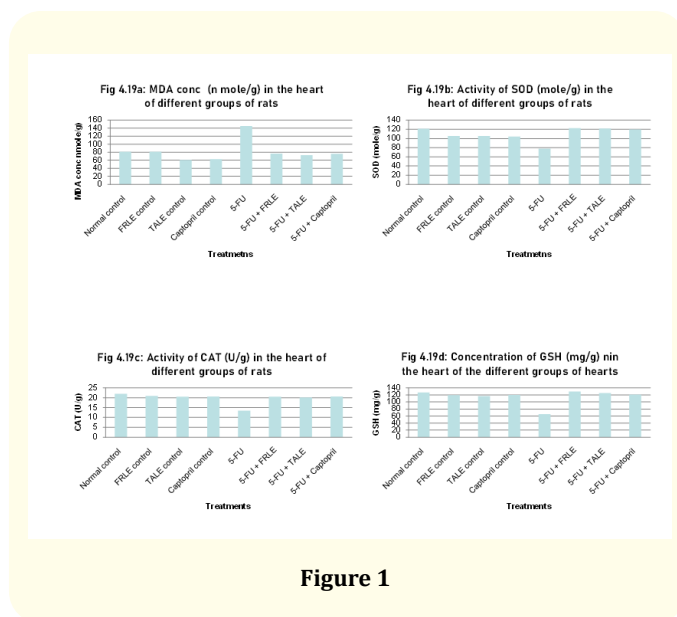 Fig 4.19a: MDA conc (n mole/g) in the heart
of different groups of rats
MDA conc nmole/g)
160
140
120
100
80
60
40
20
0
Normal control
FRLE control
TALE control
Captopril control
5-FU
5-FU + FRLE
5-FU + TALE
5-FU + Captopril
Treatmetns
Fig 4.19b: Activity of SOD (mole/g) in the
heart of different groups of rats
SOD (mole/g)
140
120
100
80
60
40
20
0
Normal control
FRLE control
TALE control
Captopril control
5-FU
5-FU + FRLE
5-FU + TALE
5-FU + Captopril
Treatmetns
Fig 4.19c: Activity of CAT (U/g) in the heart of
different groups of rats
CAT (U/g)
25
20
15
10
5
0
Normal control
FRLE control
TALE control
Captopril control
5-FU
5-FU + FRLE
5-FU + TALE
5-FU + Captopril
Treatments
Fig 4.19d: Concentration of GSH (mg/g) nin
the heart of the different groups of hearts
GSH (mg/g)
140
120
100
80
60
40
20
0
Normal control
FRLE control
TALE control
Captopril control
5-FU
5-FU + FRLE
5-FU + TALE
5-FU + Captopril
Treatments
Figure 1